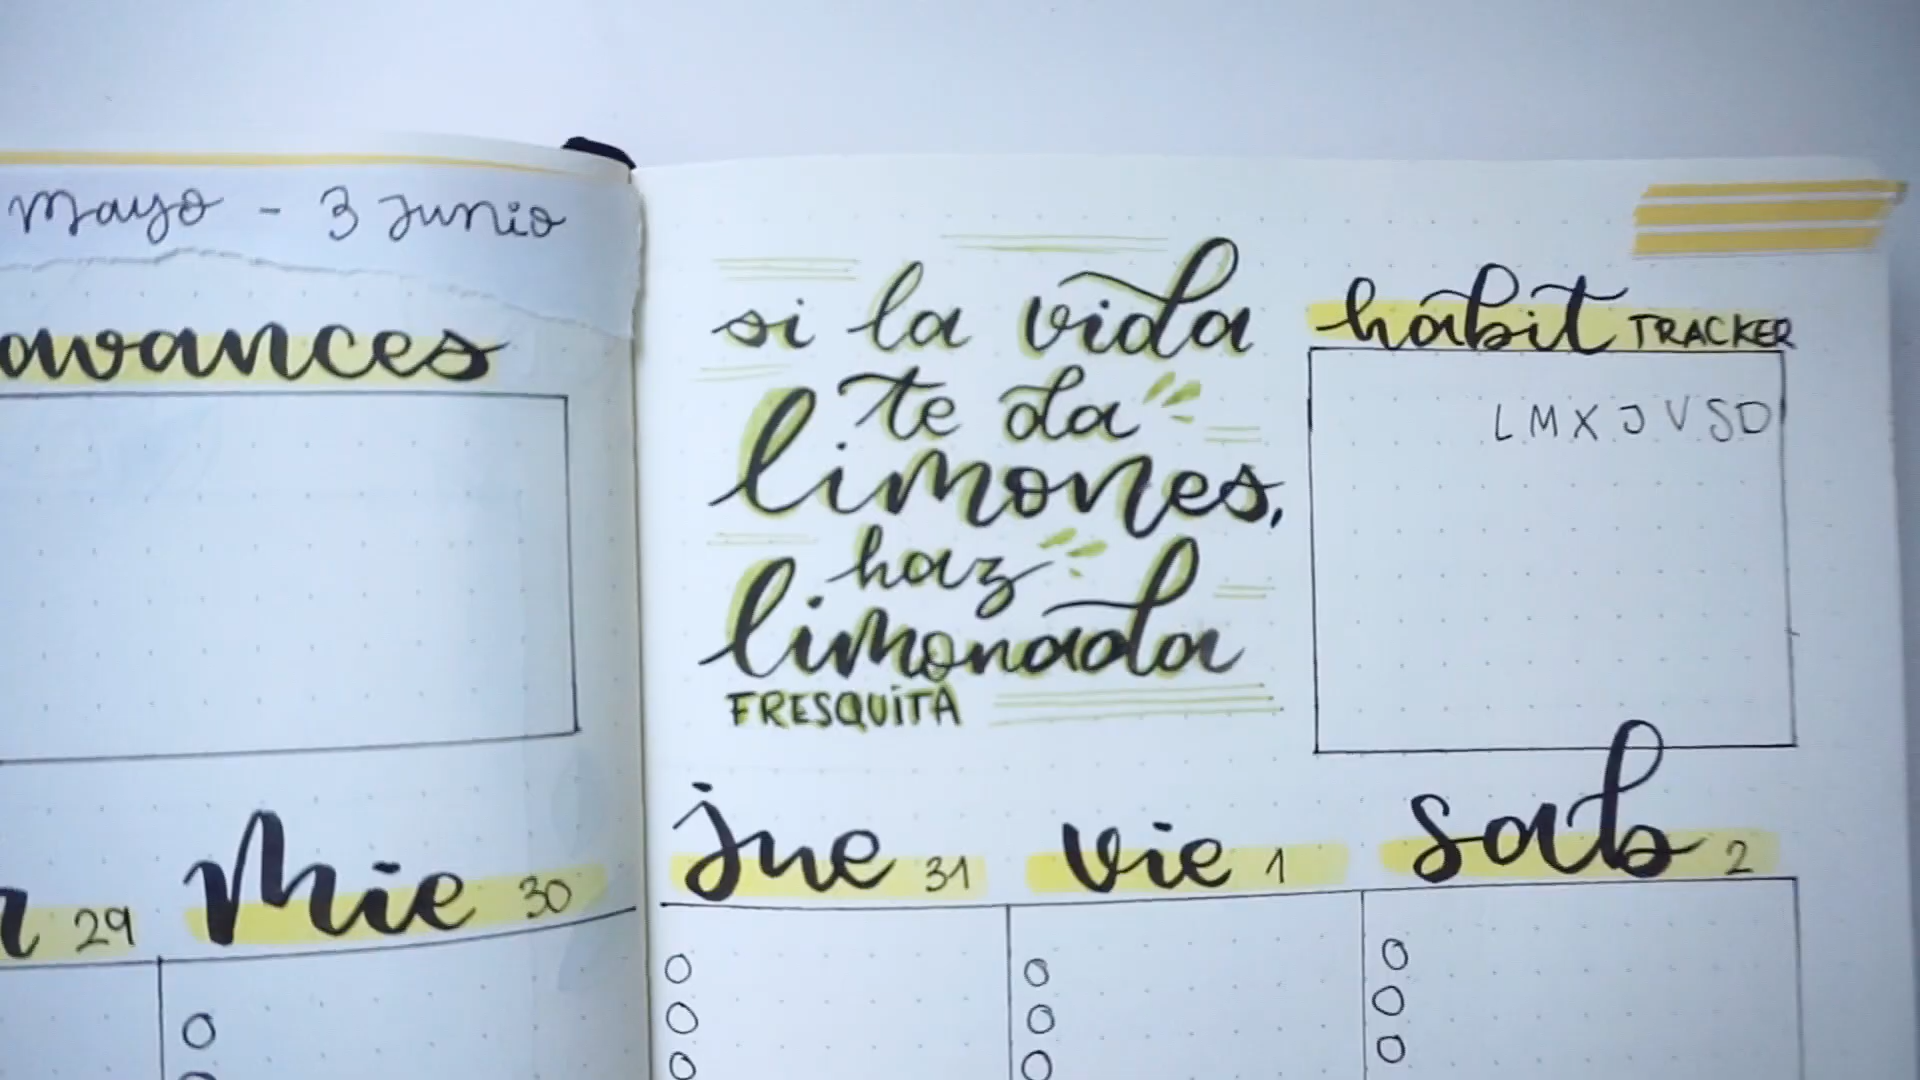 Mayo - 3 Junio
avances
si la vida
te da
limones,
haz
limonada
FRESQUITA
habit TRACKER
L M X J V S D
29
Mie 30
jue 31
vie 1
sab 2